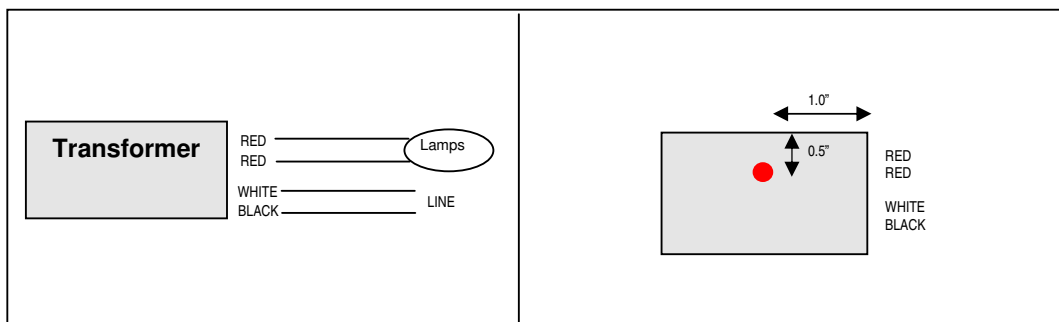 Transformer
RED
RED
WHITE
BLACK
Lamps
LINE
1.0”
0.5”
RED
RED
WHITE
BLACK